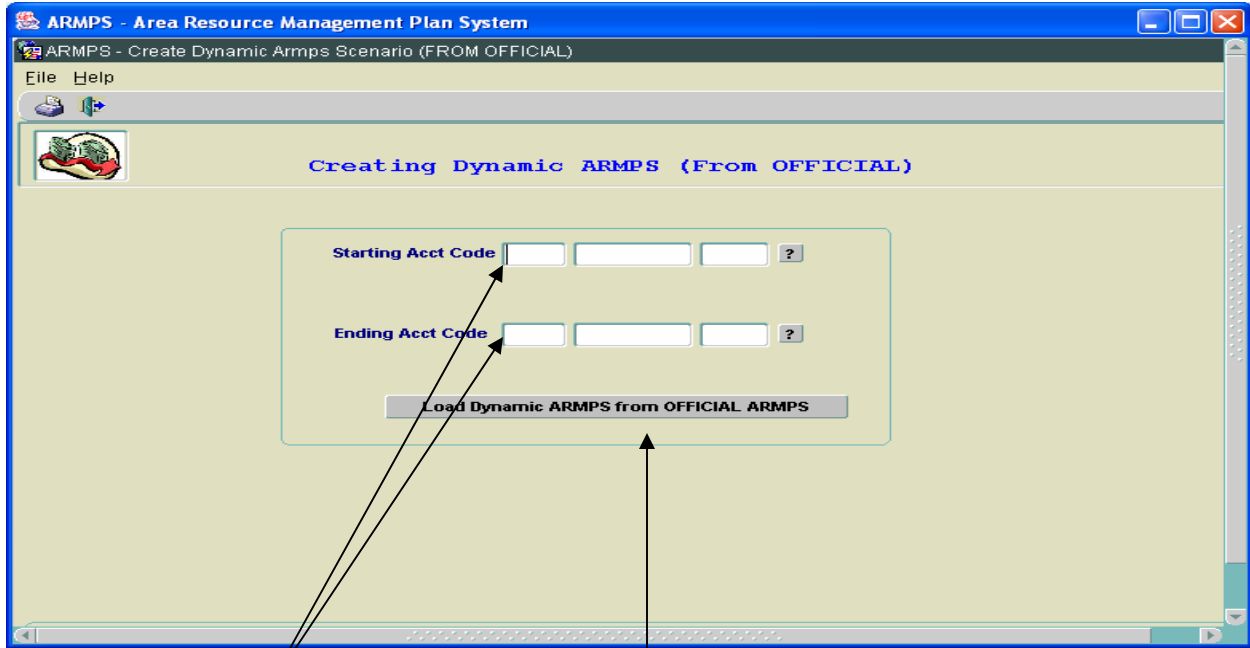 ARMPS - Area Resource Management Plan System
ARMPS - Create Dynamic Armps Scenario (FROM OFFICIAL)
File Help
Creating Dynamic ARMPS (From OFFICIAL)
Starting Acct Code ?
Ending Acct Code ?
Load Dynamic ARMPS from OFFICIAL ARMPS